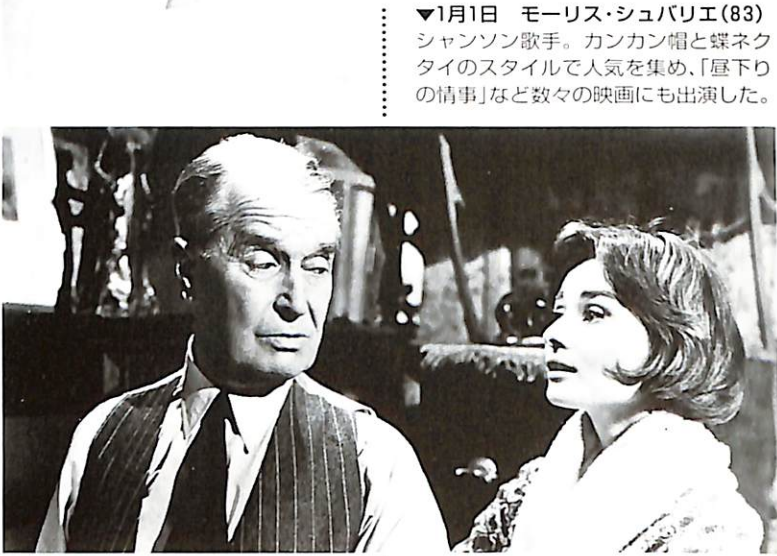 ▼1月1日　モーリス・シュバリエ(83)
シャンソン歌手。カンカン帽と蝶ネク
タイのスタイルで人気を集め、「昼下り
の情事」など数々の映画にも出演した。